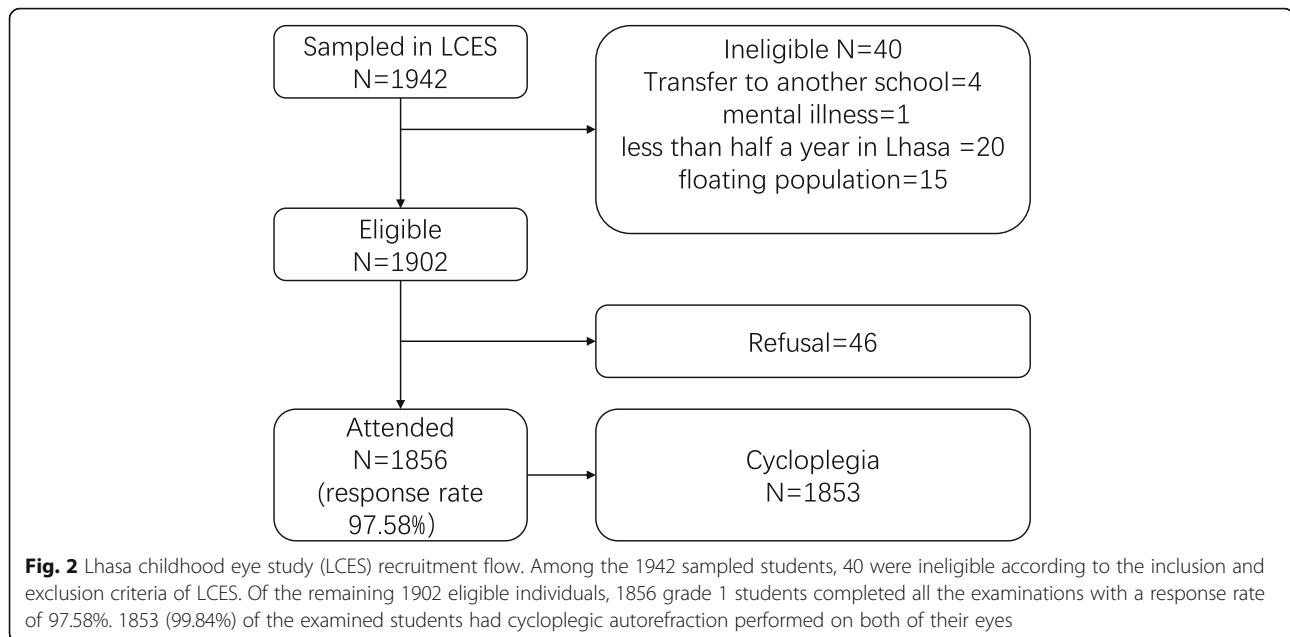 Sampled in LCES
N=1942
Ineligible N=40
Transfer to another school=4
mental illness=1
less than half a year in Lhasa =20
floating population=15
Eligible
N=1902
Refusal=46
Attended
N=1856
(response rate
97.58%)
Cycloplegia
N=1853
Fig. 2 Lhasa childhood eye study (LCES) recruitment flow. Among the 1942 sampled students, 40 were ineligible according to the inclusion and
exclusion criteria of LCES. Of the remaining 1902 eligible individuals, 1856 grade 1 students completed all the examinations with a response rate
of 97.58%. 1853 (99.84%) of the examined students had cycloplegic autorefraction performed on both of their eyes